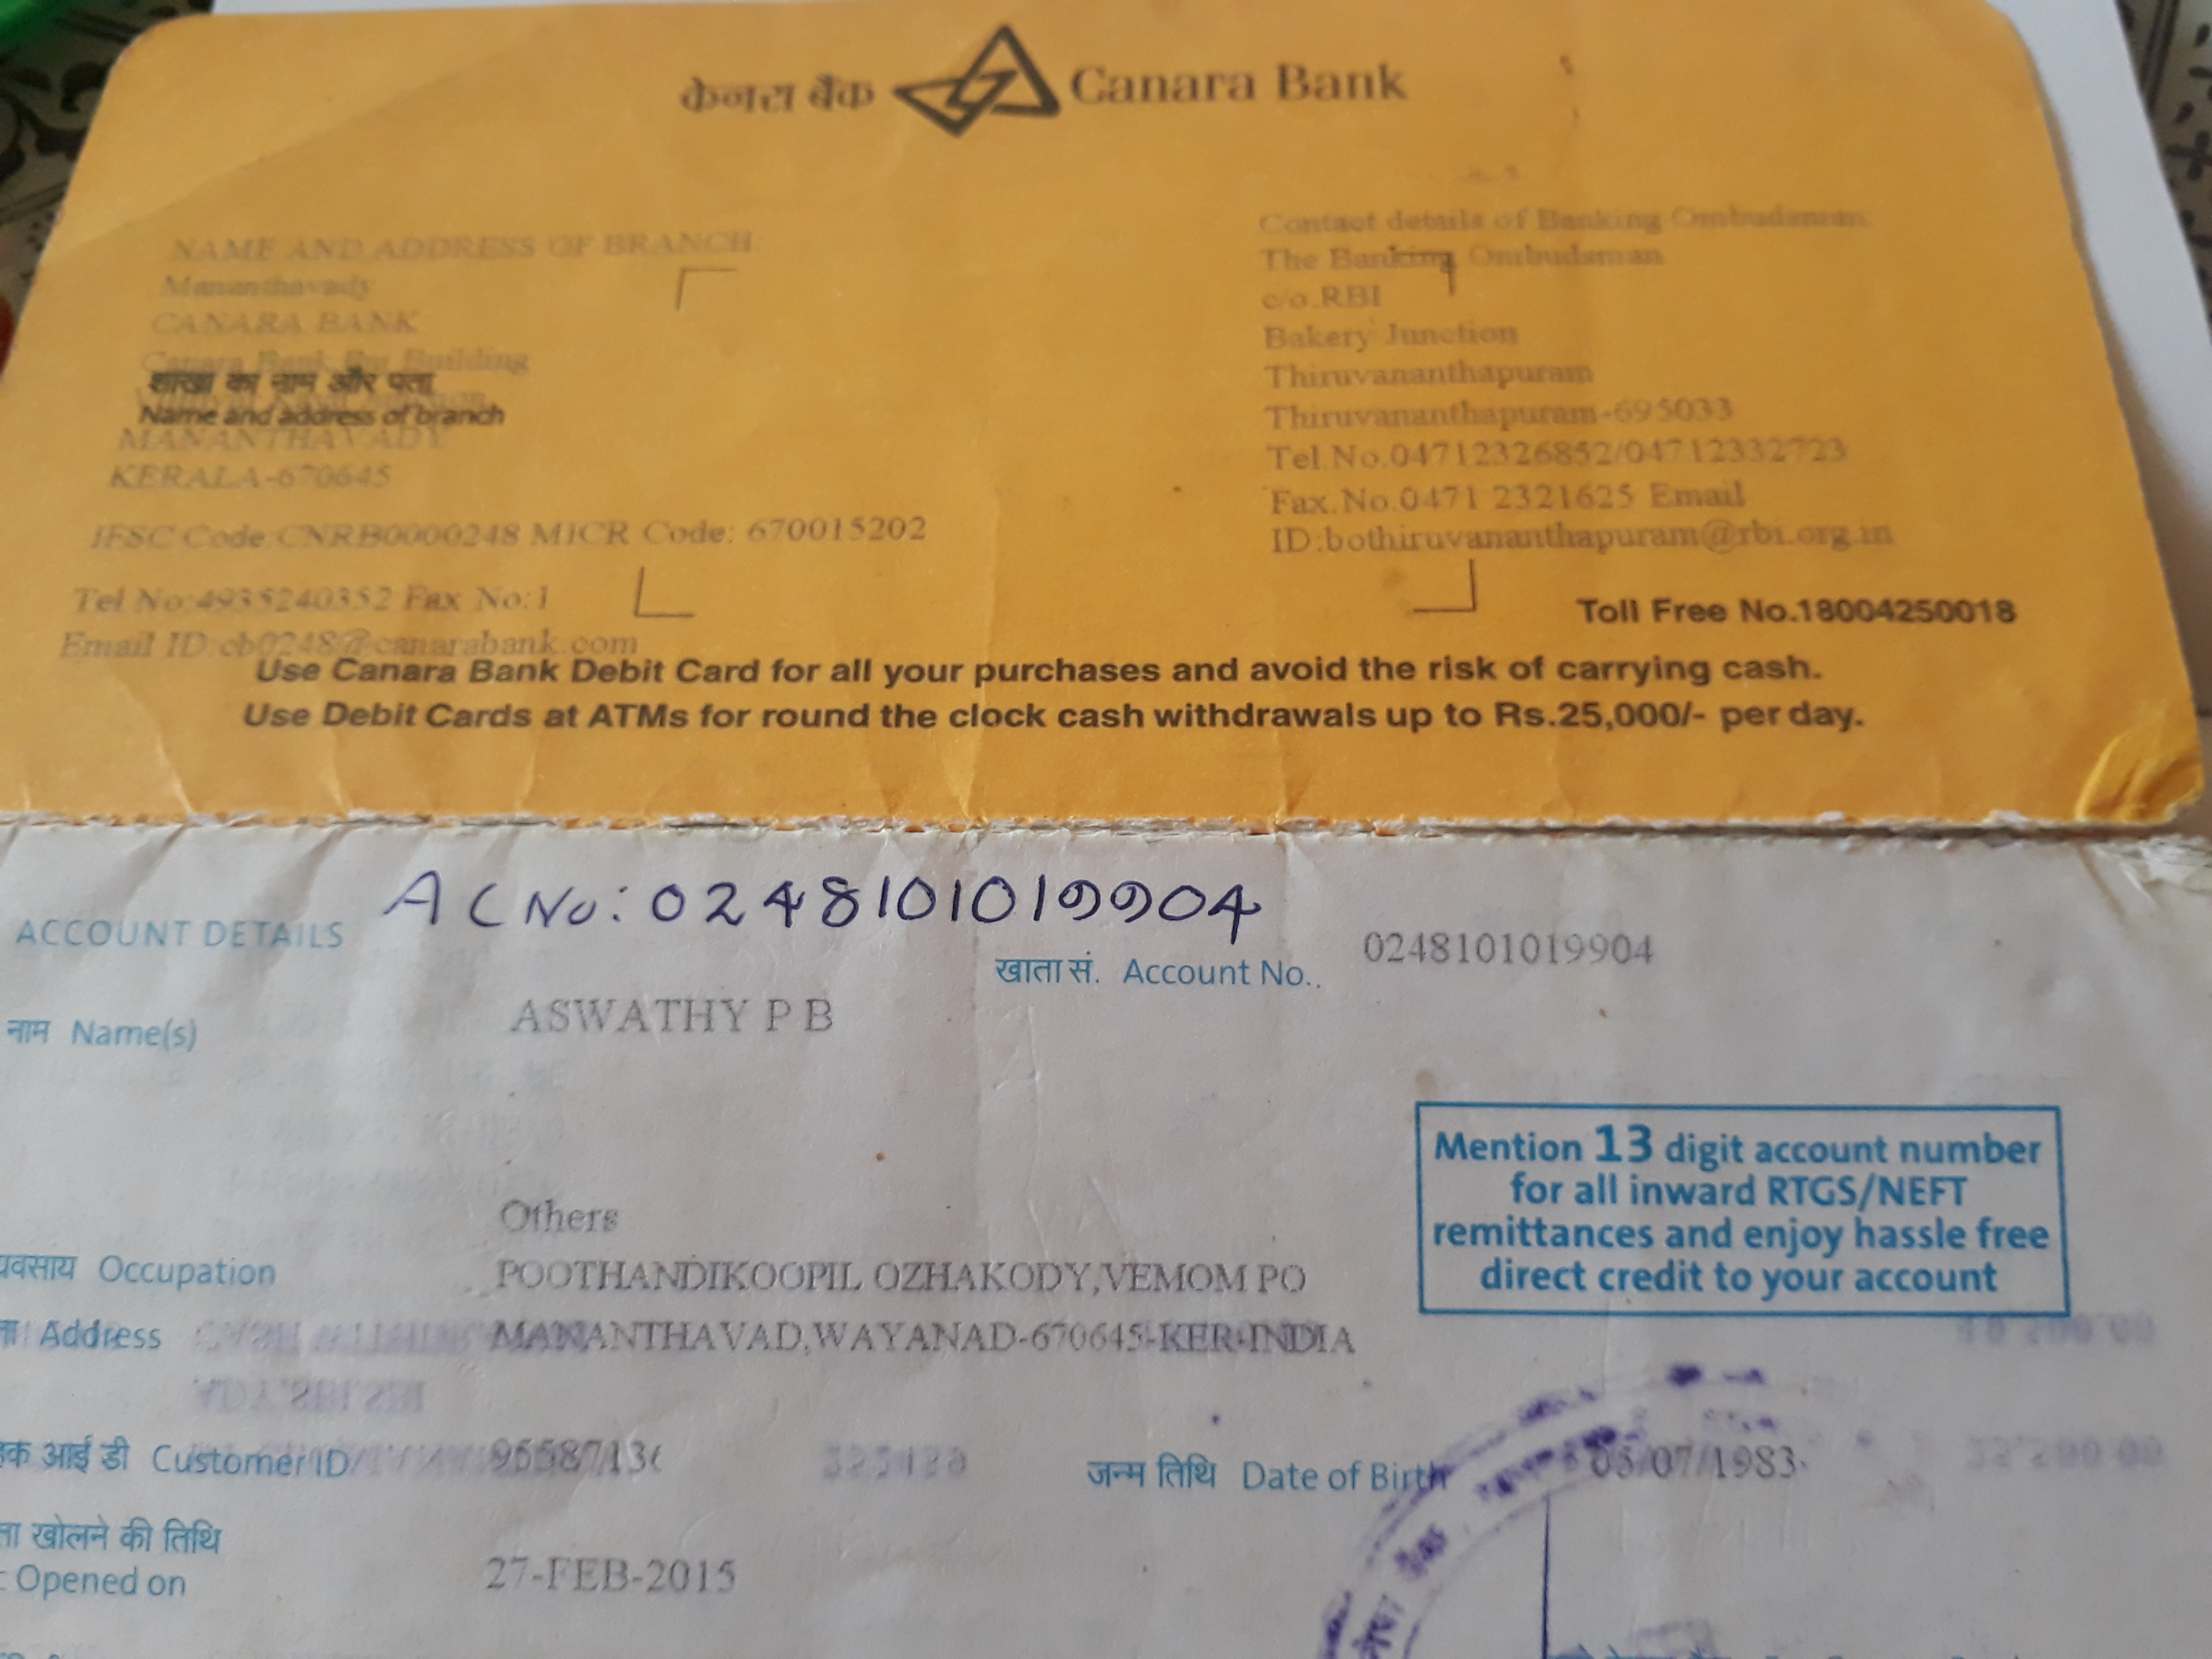 केनरा बैंक Canara Bank
NAME AND ADDRESS OF BRANCH
Mananthavady
CANARA BANK
Canara Bank Building
शाखा का नाम और पता
Name and address of branch
MANANTHAVADY
KERALA-670645
IFSC Code:CNRB0000248 MICR Code: 670015202
Tel No:4935240352 Fax No:1
Email ID:cb0248@canarabank.com
Contact details of Banking Ombudsman:
The Banking Ombudsman
c/o.RBI
Bakery Junction
Thiruvananthapuram
Thiruvananthapuram-695033
Tel.No.04712326852/04712332723
Fax.No.0471 2321625 Email
ID:bothiruvananthapuram@rbi.org.in
Toll Free No.18004250018
Use Canara Bank Debit Card for all your purchases and avoid the risk of carrying cash.
Use Debit Cards at ATMs for round the clock cash withdrawals up to Rs.25,000/- per day.
AC No: 0248101019904
ACCOUNT DETAILS
खाता सं. Account No. 0248101019904
नाम Name(s) ASWATHY P B
Mention 13 digit account number
for all inward RTGS/NEFT
remittances and enjoy hassle free
direct credit to your account
Others
Occupation
POOTHANDIKOOPIL OZHAKODY,VEMOM PO
Address MANANTHAVAD,WAYANAD-670645-KER-INDIA
आई डी Customer ID
जन्म तिथि Date of Birth 03/07/1983
खोलने की तिथि
Opened on 27-FEB-2015